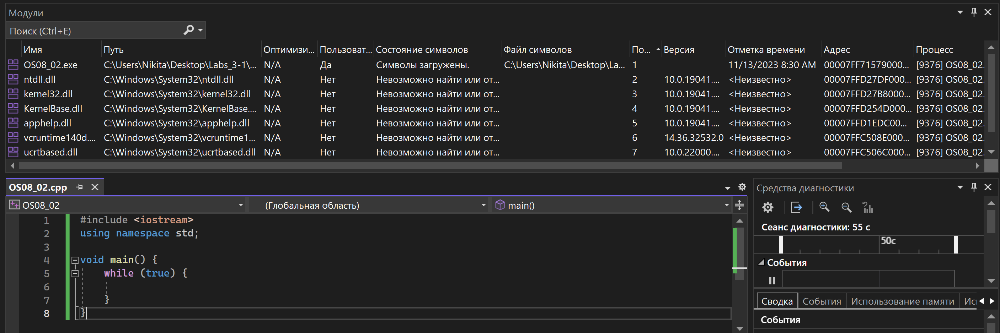 Модули
Поиск (Ctrl+E)
Имя Путь Оптимизи... Пользоват... Состояние символов Файл символов По... Версия Отметка времени Адрес Процесс
OS08_02.exe C:\Users\Nikita\Desktop\Labs_3-1\... N/A Да Символы загружены. C:\Users\Nikita\Desktop\La... 1 11/13/2023 8:30 AM 00007FF71579000... [9376] OS08_02.
ntdll.dll C:\Windows\System32\ntdll.dll N/A Нет Невозможно найти или от... 2 10.0.19041.... <Неизвестно> 00007FFD27DF000... [9376] OS08_02.
kernel32.dll C:\Windows\System32\kernel32.dll N/A Нет Невозможно найти или от... 3 10.0.19041.... <Неизвестно> 00007FFD27B8000... [9376] OS08_02.
KernelBase.dll C:\Windows\System32\KernelBase.... N/A Нет Невозможно найти или от... 4 10.0.19041.... <Неизвестно> 00007FFD254D000... [9376] OS08_02.
apphelp.dll C:\Windows\System32\apphelp.dll N/A Нет Невозможно найти или от... 5 10.0.19041.... <Неизвестно> 00007FFD1EDC00... [9376] OS08_02.
vcruntime140d.... C:\Windows\System32\vcruntime1... N/A Нет Невозможно найти или от... 6 14.36.32532.0 <Неизвестно> 00007FFC508E000... [9376] OS08_02.
ucrtbased.dll C:\Windows\System32\ucrtbased.dll N/A Нет Невозможно найти или от... 7 10.0.22000.... <Неизвестно> 00007FFC506C000... [9376] OS08_02.
OS08_02.cpp
OS08_02 (Глобальная область) main()
1 #include <iostream>
2 using namespace std;
3
4 void main() {
5 while (true) {
6
7 }
8 }
Средства диагностики
Сеанс диагностики: 55 с
50с
События
Сводка События Использование памяти Ис
События